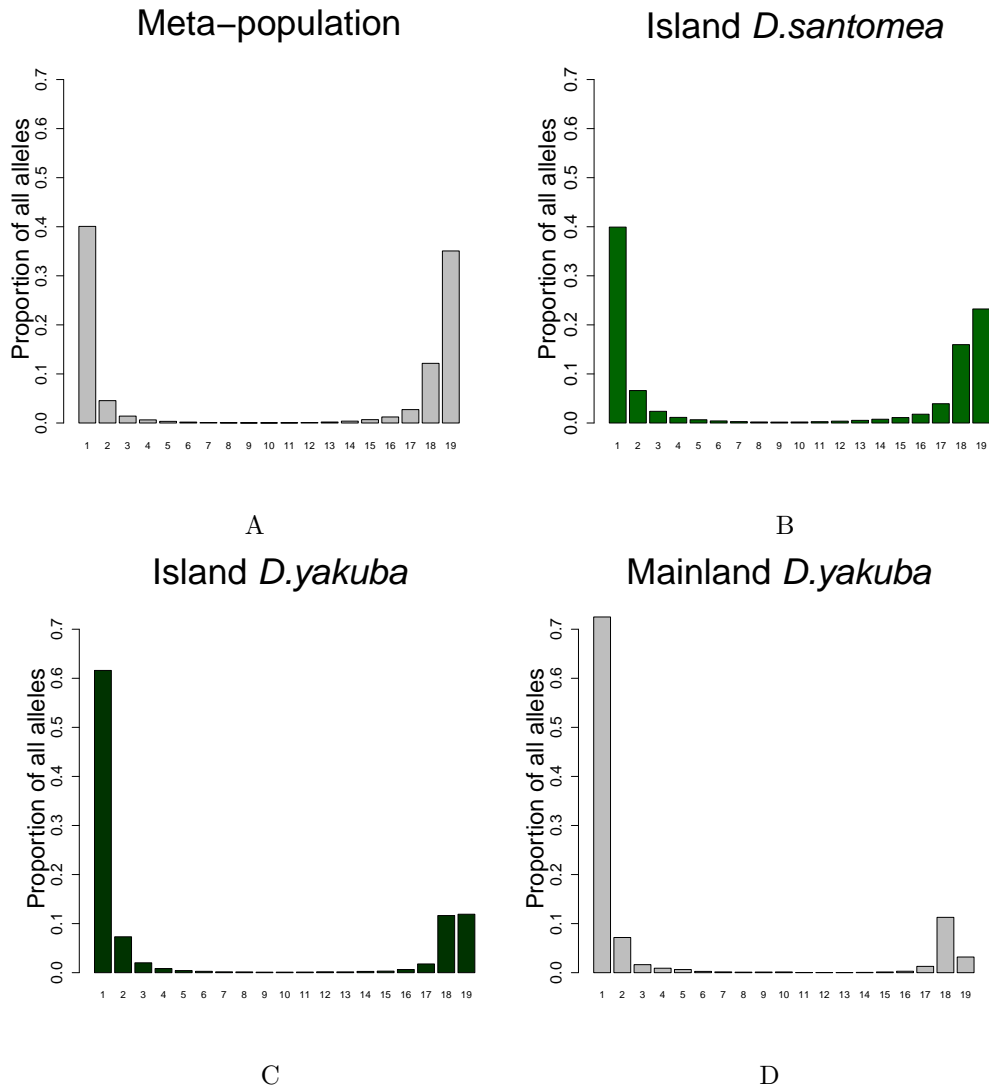 Meta−population
Proportion of all alleles
0.0 0.1 0.2 0.3 0.4 0.5 0.6 0.7
1 2 3 4 5 6 7 8 9 10 11 12 13 14 15 16 17 18 19
A
Island D.santomea
Proportion of all alleles
0.0 0.1 0.2 0.3 0.4 0.5 0.6 0.7
1 2 3 4 5 6 7 8 9 10 11 12 13 14 15 16 17 18 19
B
Island D.yakuba
Proportion of all alleles
0.0 0.1 0.2 0.3 0.4 0.5 0.6 0.7
1 2 3 4 5 6 7 8 9 10 11 12 13 14 15 16 17 18 19
C
Mainland D.yakuba
Proportion of all alleles
0.0 0.1 0.2 0.3 0.4 0.5 0.6 0.7
1 2 3 4 5 6 7 8 9 10 11 12 13 14 15 16 17 18 19
D